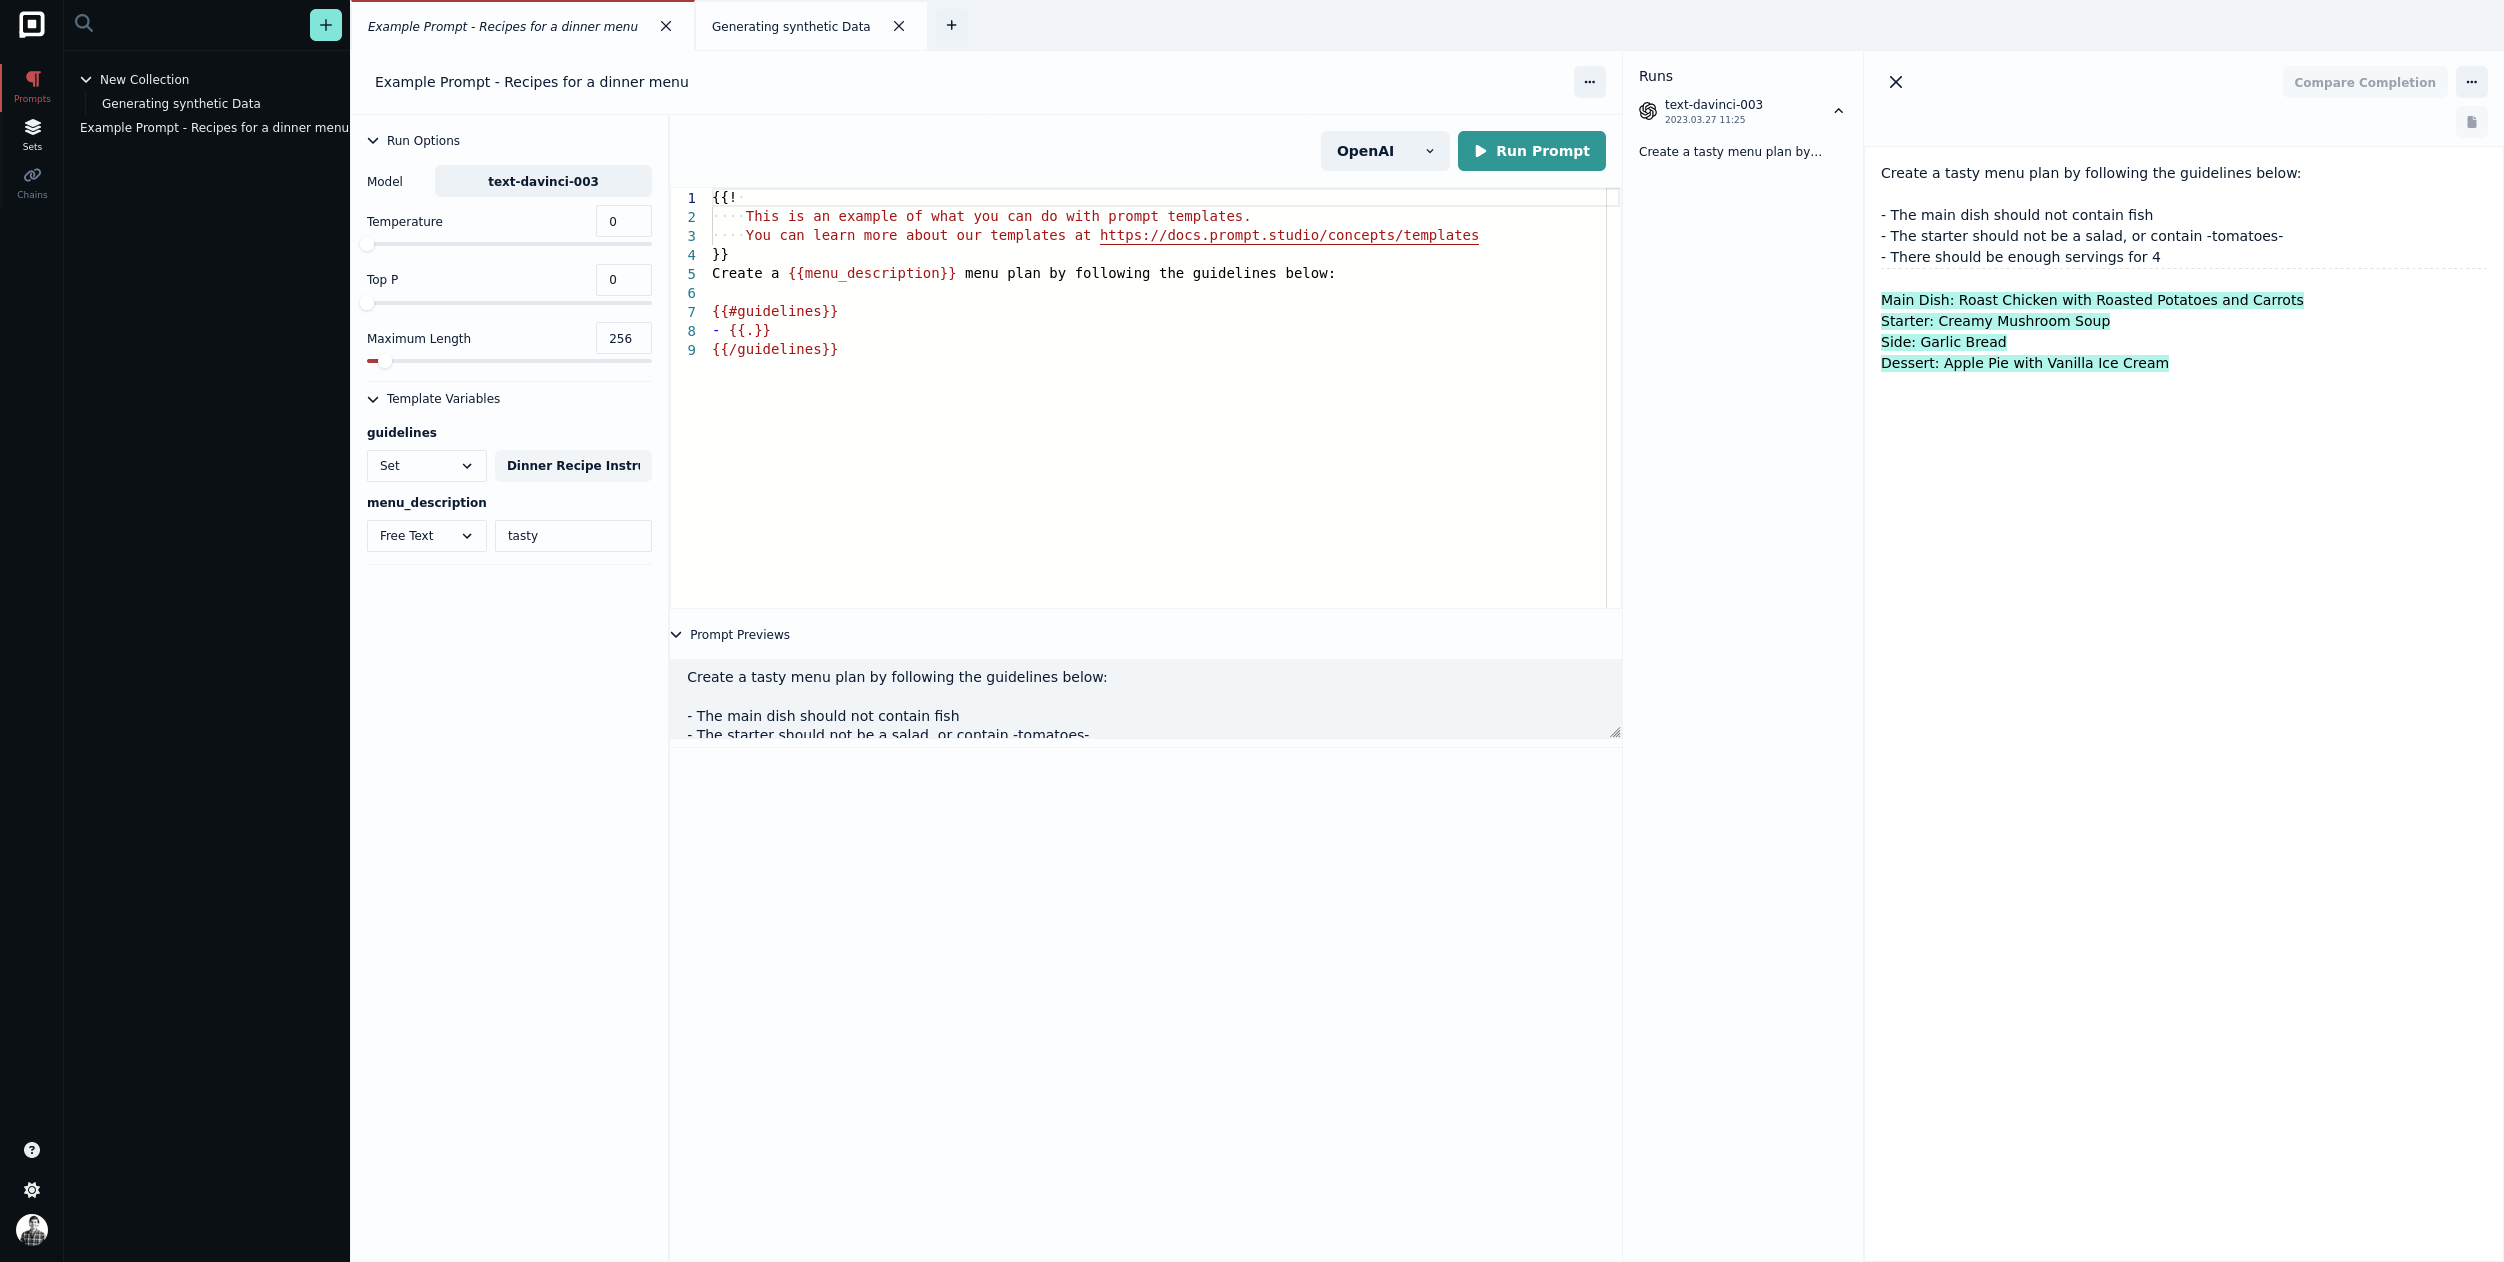 Prompts
Sets
Chains
New Collection
Generating synthetic Data
Example Prompt - Recipes for a dinner menu
Example Prompt - Recipes for a dinner menu
Generating synthetic Data
Example Prompt - Recipes for a dinner menu
Run Options
Model text-davinci-003
Temperature 0
Top P 0
Maximum Length 256
Template Variables
guidelines
Set Dinner Recipe Instr
menu_description
Free Text tasty
OpenAI Run Prompt
1 {{!
2 This is an example of what you can do with prompt templates.
3 You can learn more about our templates at https://docs.prompt.studio/concepts/templates
4 }}
5 Create a {{menu_description}} menu plan by following the guidelines below:
6
7 {{#guidelines}}
8 - {{.}}
9 {{/guidelines}}
Prompt Previews
Create a tasty menu plan by following the guidelines below:
- The main dish should not contain fish
- The starter should not be a salad, or contain -tomatoes-
Runs
text-davinci-003
2023.03.27 11:25
Create a tasty menu plan by...
Compare Completion
Create a tasty menu plan by following the guidelines below:
- The main dish should not contain fish
- The starter should not be a salad, or contain -tomatoes-
- There should be enough servings for 4
Main Dish: Roast Chicken with Roasted Potatoes and Carrots
Starter: Creamy Mushroom Soup
Side: Garlic Bread
Dessert: Apple Pie with Vanilla Ice Cream